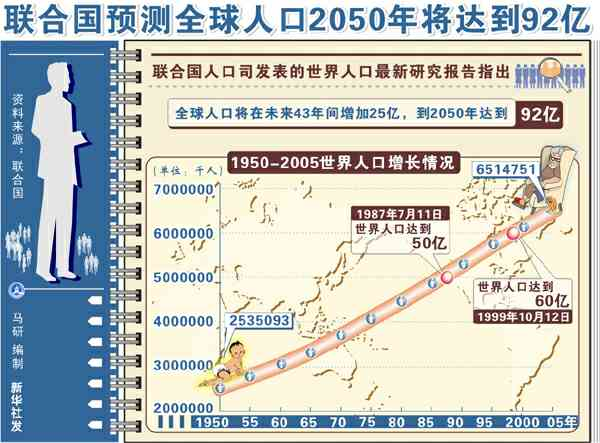 联合国预测全球人口2050年将达到92亿
资料来源：联合国
马研 编制
新华社发
联合国人口司发表的世界人口最新研究报告指出
全球人口将在未来43年间增加25亿，到2050年达到 92亿
1950-2005世界人口增长情况
(单位：千人)
7000000
6000000
5000000
4000000
3000000
2000000
6514751
1987年7月11日
世界人口达到
50亿
世界人口达到
60亿
1999年10月12日
2535093
1950 55 60 65 70 75 80 85 90 95 2000 05年